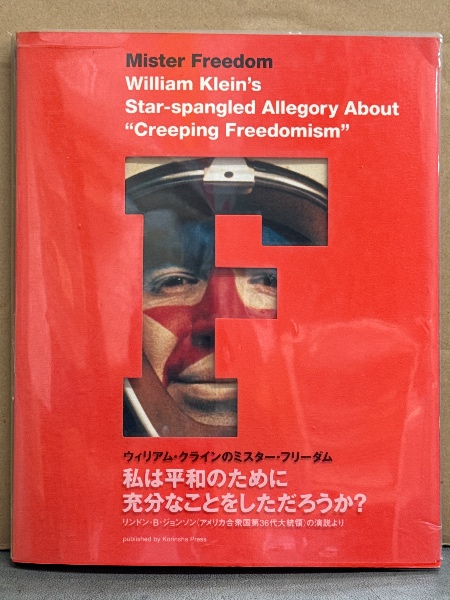 Mister Freedom
William Klein's
Star-spangled Allegory About
“Creeping Freedomism”
F
ウィリアム・クラインのミスター・フリーダム
私は平和のために
充分なことをしただろうか?
リンドン・B・ジョンソン(アメリカ合衆国第36代大統領)の演説より
published by Korinsha Press